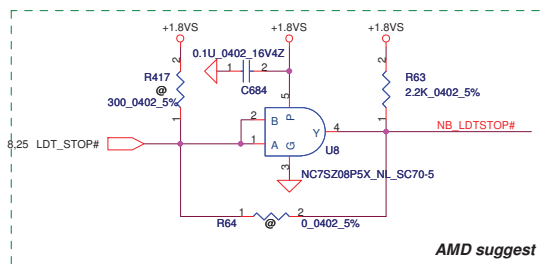 +1.8VS +1.8VS +1.8VS
0.1U_0402_16V4Z
1 2
C684
2
R417
@
300_0402_5%
1
2
R63
2.2K_0402_5%
1
5
P
2 B
1 A
Y 4
G
3
U8
NC7SZ08P5X_NL_SC70-5
8,25 LDT_STOP#
NB_LDTSTOP#
R64 1 @ 2 0_0402_5%
AMD suggest